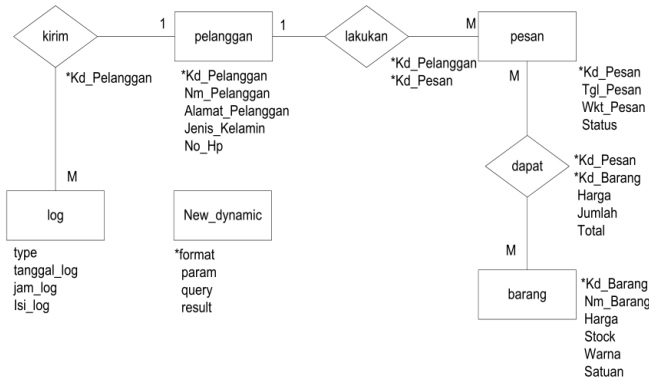 kirim
1
pelanggan
1
lakukan
M
pesan
*Kd_Pelanggan
*Kd_Pelanggan
Nm_Pelanggan
Alamat_Pelanggan
Jenis_Kelamin
No_Hp
*Kd_Pelanggan
*Kd_Pesan
M
*Kd_Pesan
Tgl_Pesan
Wkt_Pesan
Status
dapat
*Kd_Pesan
*Kd_Barang
Harga
Jumlah
Total
M
log
type
tanggal_log
jam_log
Isi_log
New_dynamic
*format
param
query
result
M
barang
*Kd_Barang
Nm_Barang
Harga
Stock
Warna
Satuan